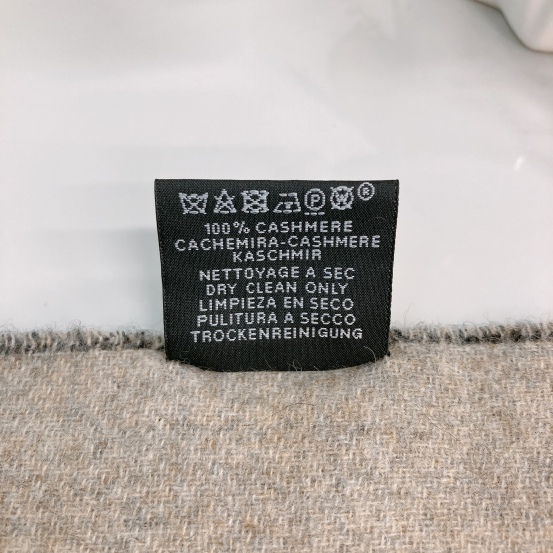 P W ®
100% CASHMERE
CACHEMIRA-CASHMERE
KASCHMIR
NETTOYAGE A SEC
DRY CLEAN ONLY
LIMPIEZA EN SECO
PULITURA A SECCO
TROCKENREINIGUNG